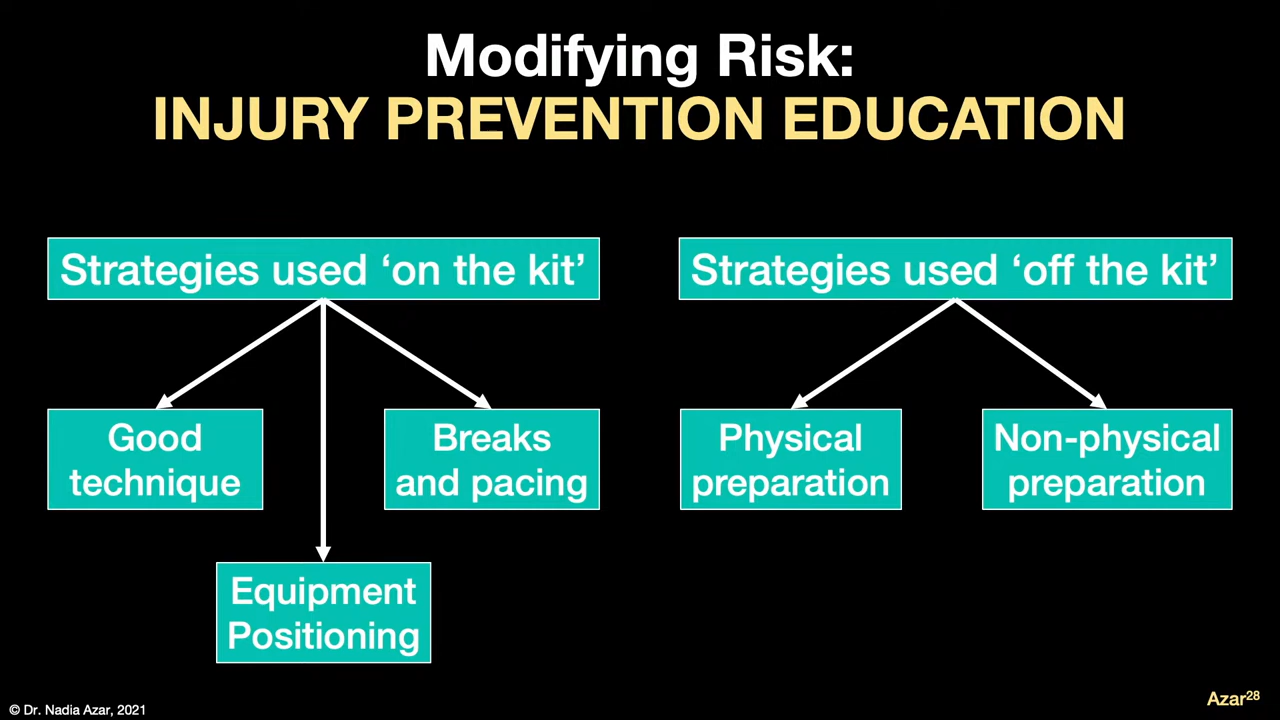 Modifying Risk:
INJURY PREVENTION EDUCATION
Strategies used ‘on the kit’
Good
technique
Breaks
and pacing
Equipment
Positioning
Strategies used ‘off the kit’
Physical
preparation
Non-physical
preparation
© Dr. Nadia Azar, 2021
Azar28